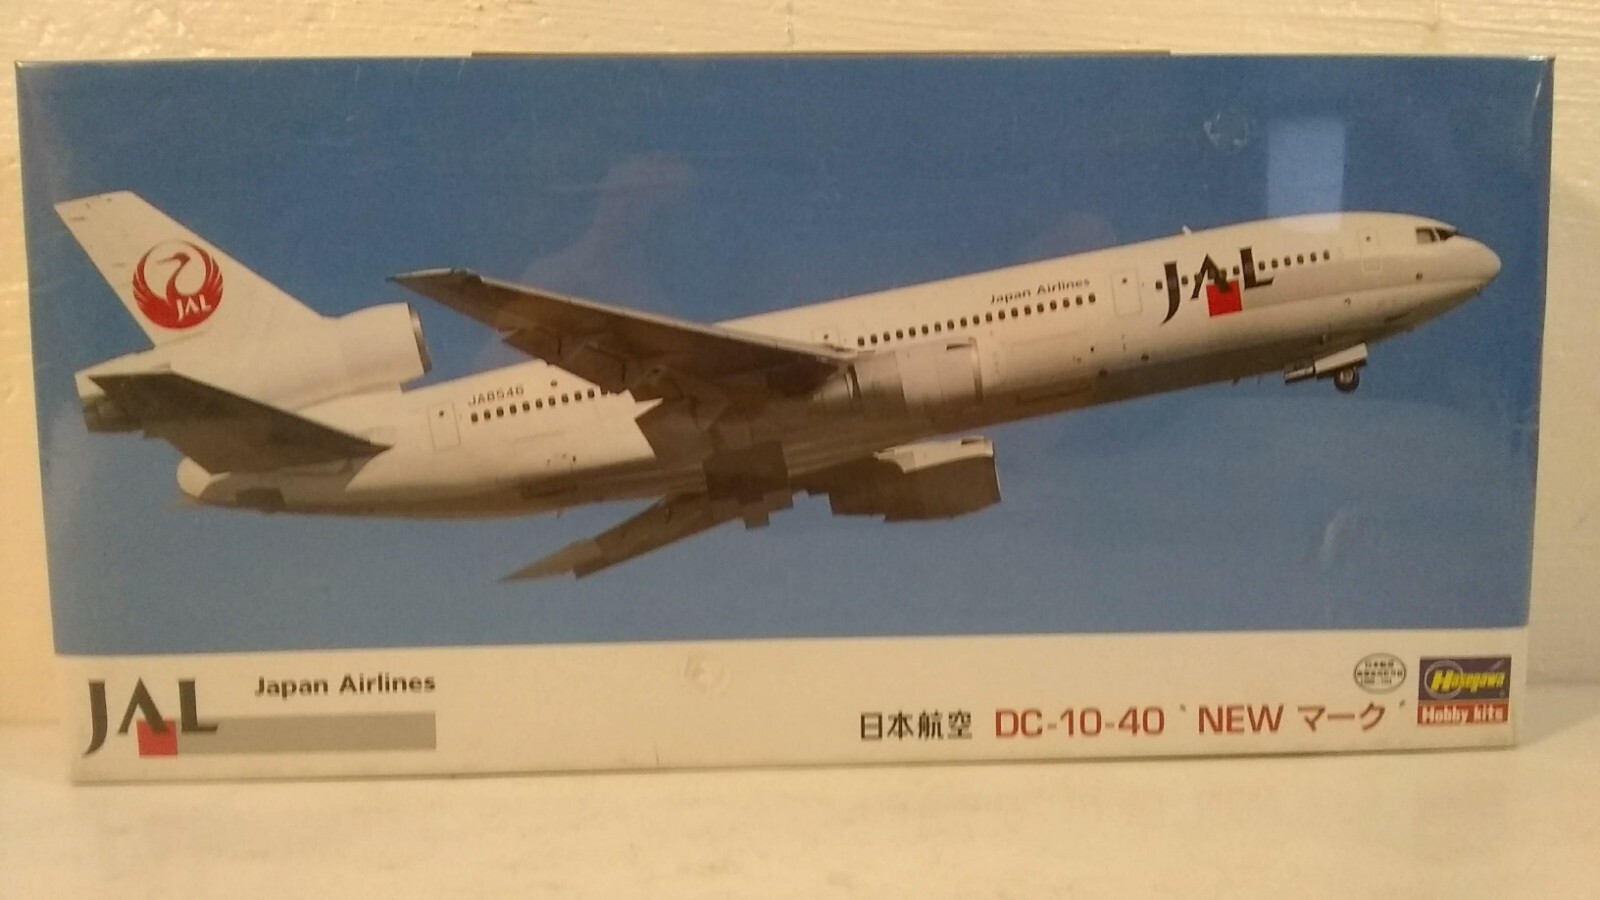 JAL
Japan Airlines
JAL
JA8546
JAL
Japan Airlines
日本航空 DC-10-40 `NEW マーク´
Hasegawa
Hobby kits